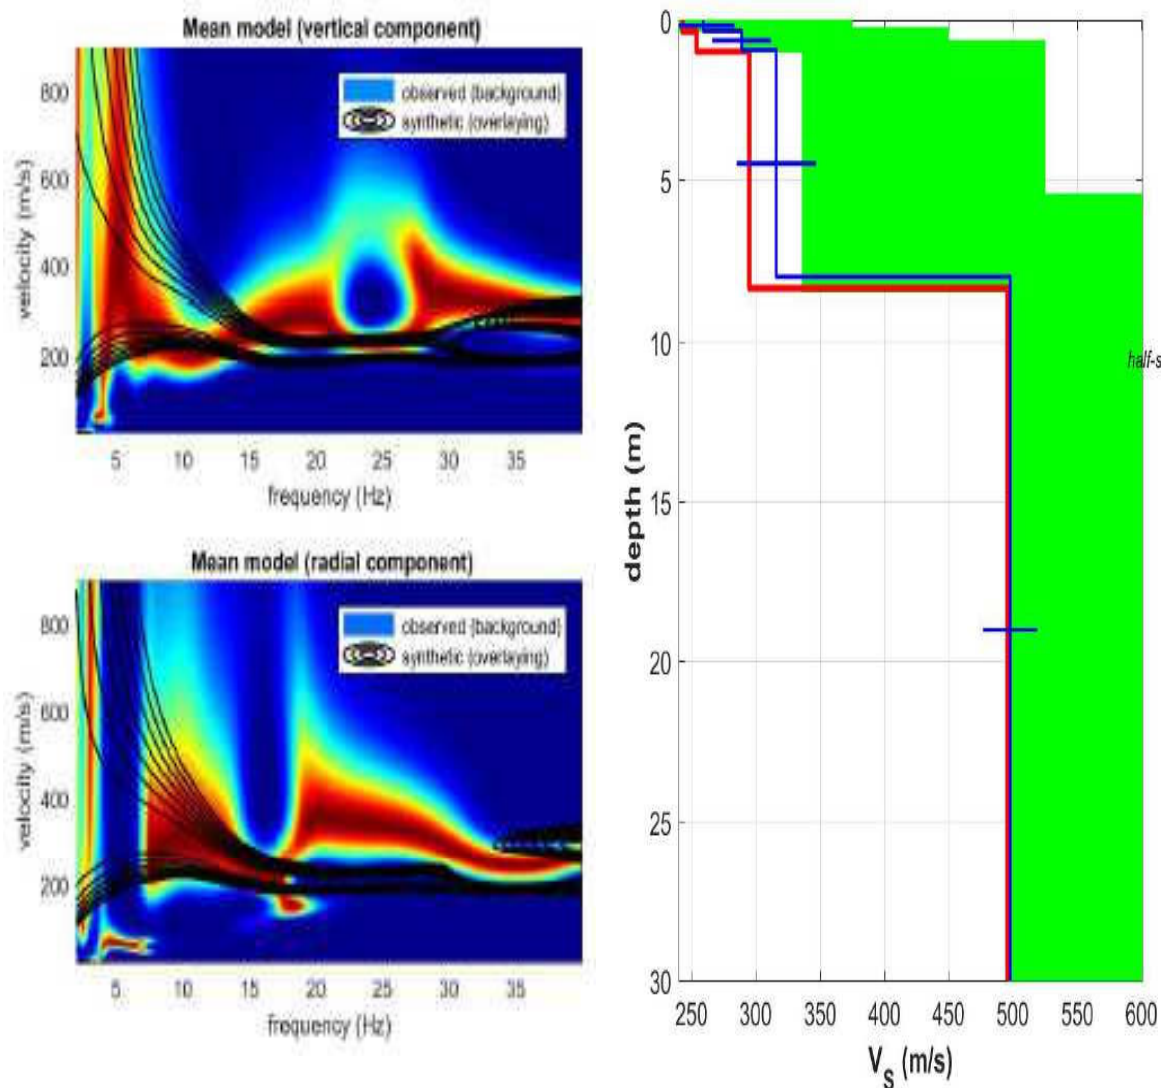 Mean model (vertical component)
observed (background)
synthetic (overlaying)
800
600
400
200
velocity (m/s)
5 10 15 20 25 30 35
frequency (Hz)
Mean model (radial component)
observed (background)
synthetic (overlaying)
800
600
400
200
velocity (m/s)
5 10 15 20 25 30 35
frequency (Hz)
0
5
10
15
20
25
30
depth (m)
half-s
250 300 350 400 450 500 550 600
Vs (m/s)